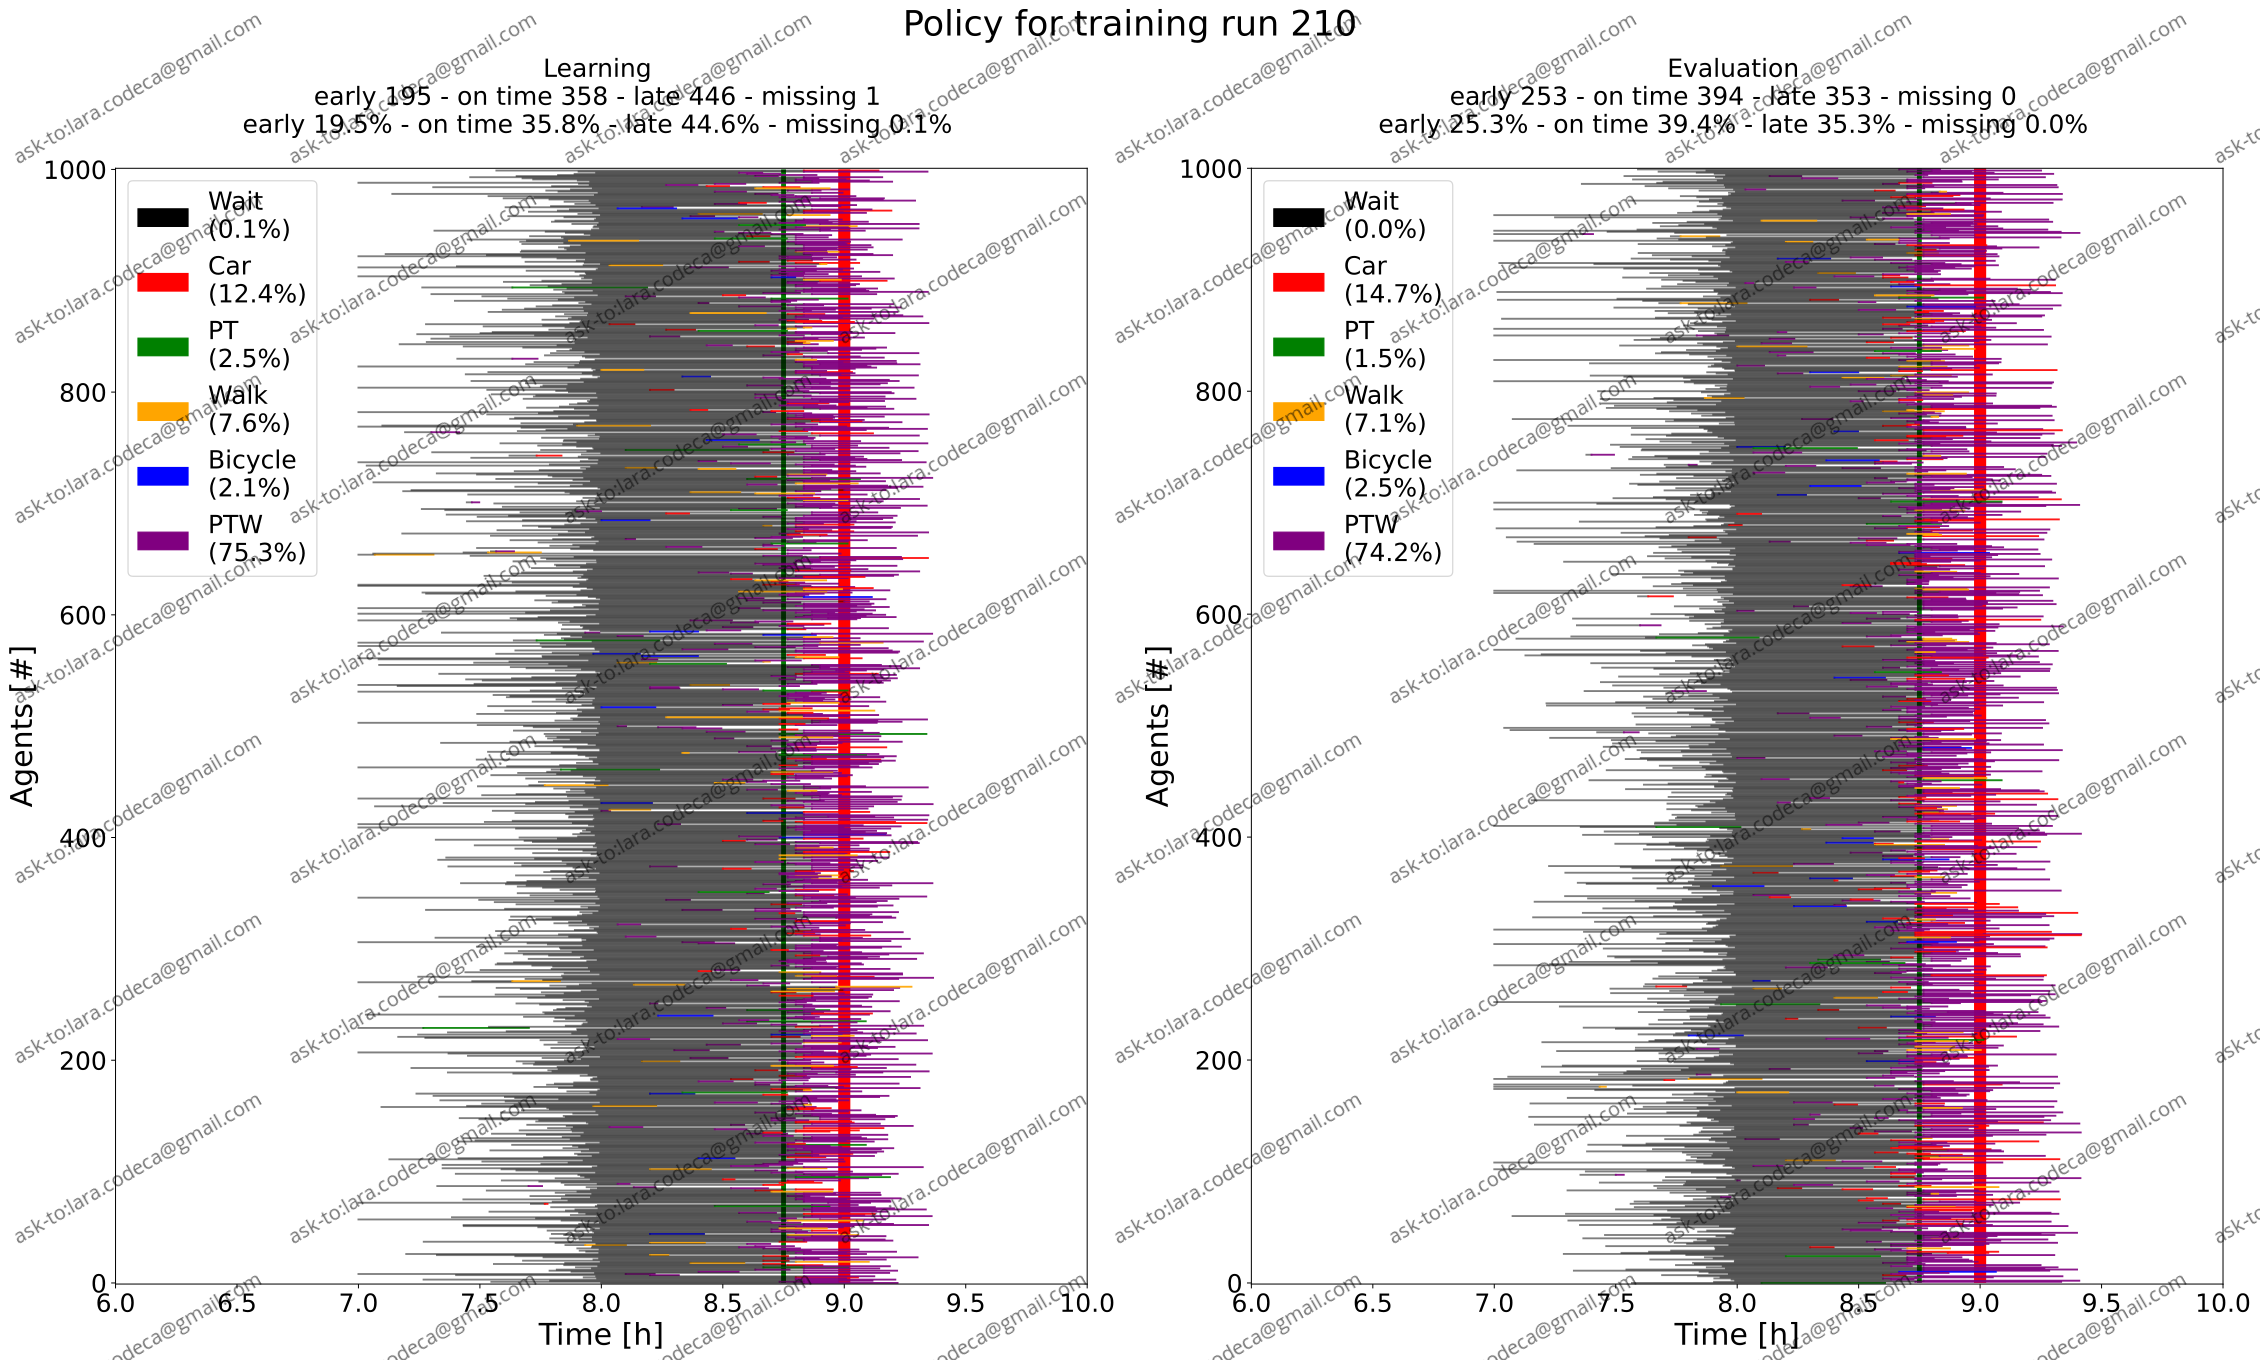 Policy for training run 210
Learning
early 195 - on time 358 - late 446 - missing 1
early 19.5% - on time 35.8% - late 44.6% - missing 0.1%
Wait
(0.1%)
Car
(12.4%)
PT
(2.5%)
Walk
(7.6%)
Bicycle
(2.1%)
PTW
(75.3%)
Agents [#]
1000
800
600
400
200
0
6.0 6.5 7.0 7.5 8.0 8.5 9.0 9.5 10.0
Time [h]
Evaluation
early 253 - on time 394 - late 353 - missing 0
early 25.3% - on time 39.4% - late 35.3% - missing 0.0%
Wait
(0.0%)
Car
(14.7%)
PT
(1.5%)
Walk
(7.1%)
Bicycle
(2.5%)
PTW
(74.2%)
Agents [#]
1000
800
600
400
200
0
6.0 6.5 7.0 7.5 8.0 8.5 9.0 9.5 10.0
Time [h]
ask-to:lara.codeca@gmail.com